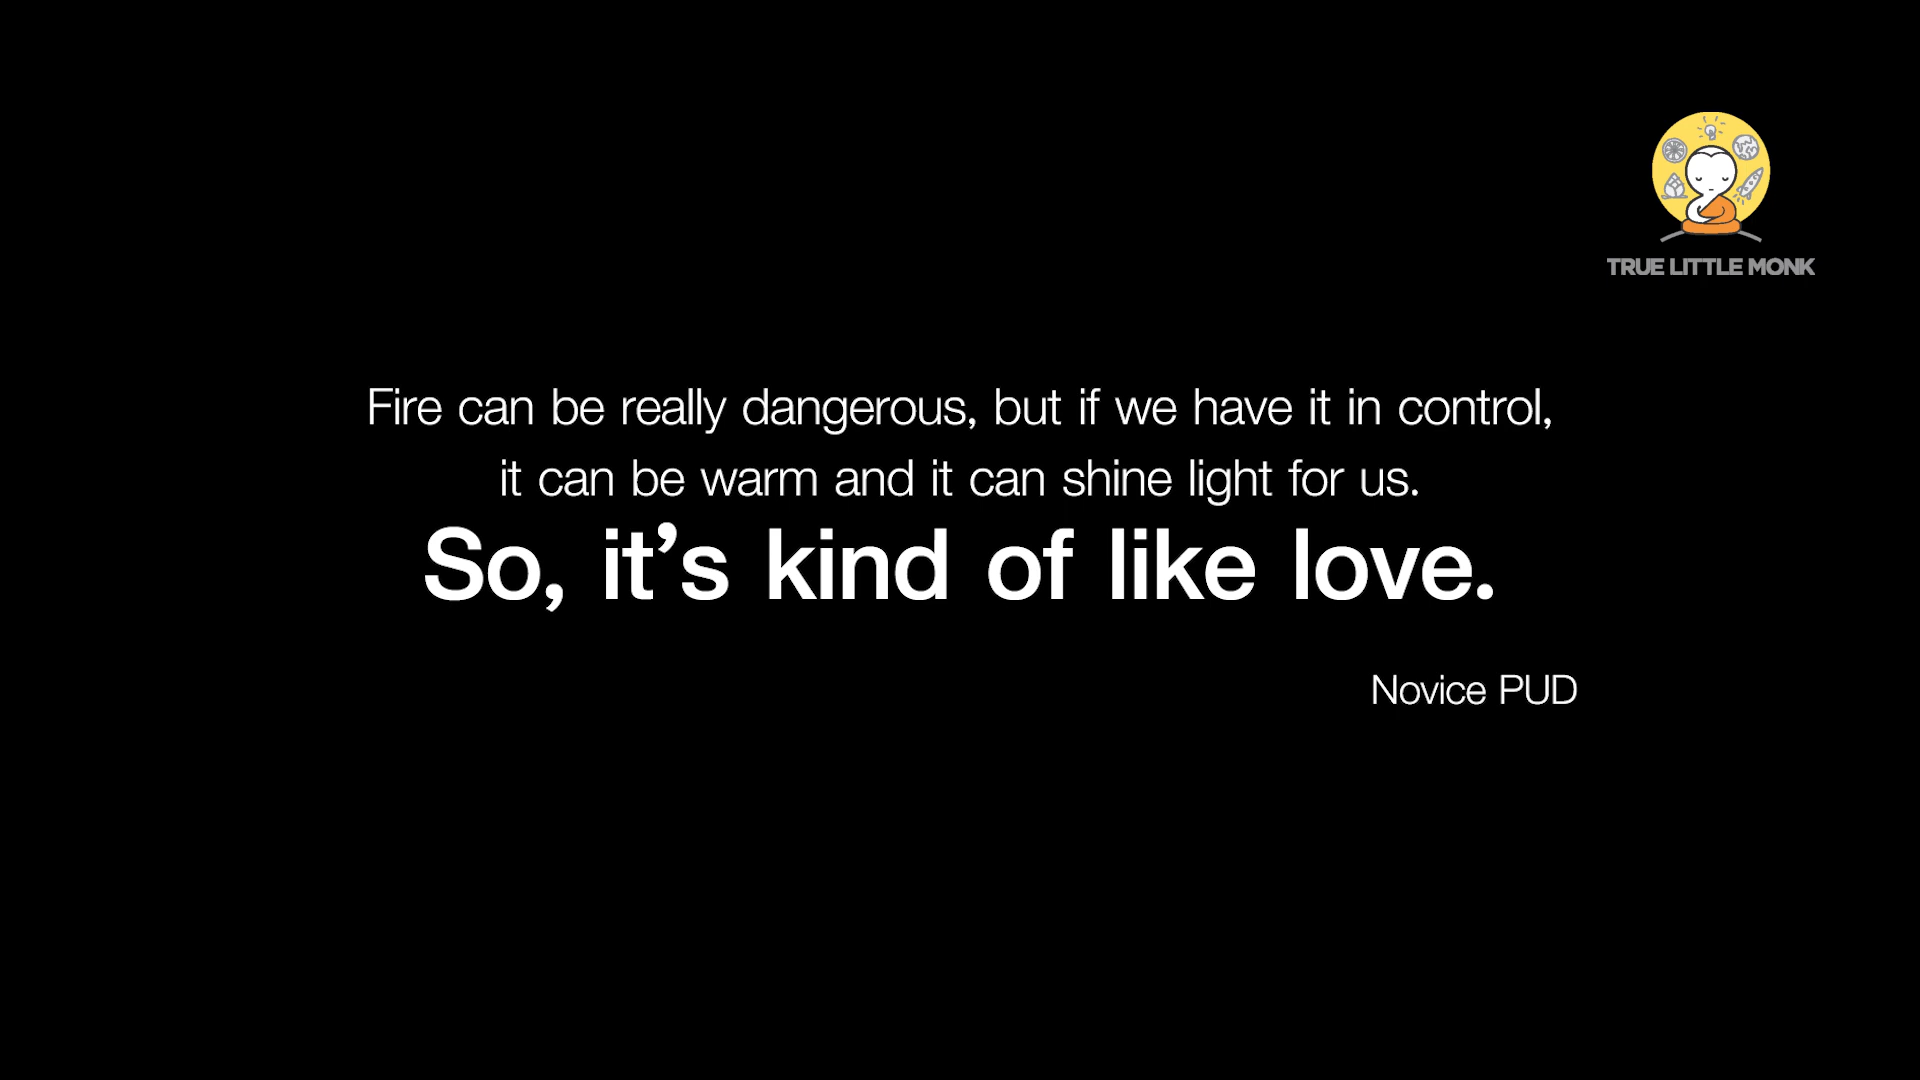 TRUE LITTLE MONK
Fire can be really dangerous, but if we have it in control,
it can be warm and it can shine light for us.
So, it’s kind of like love.
Novice PUD